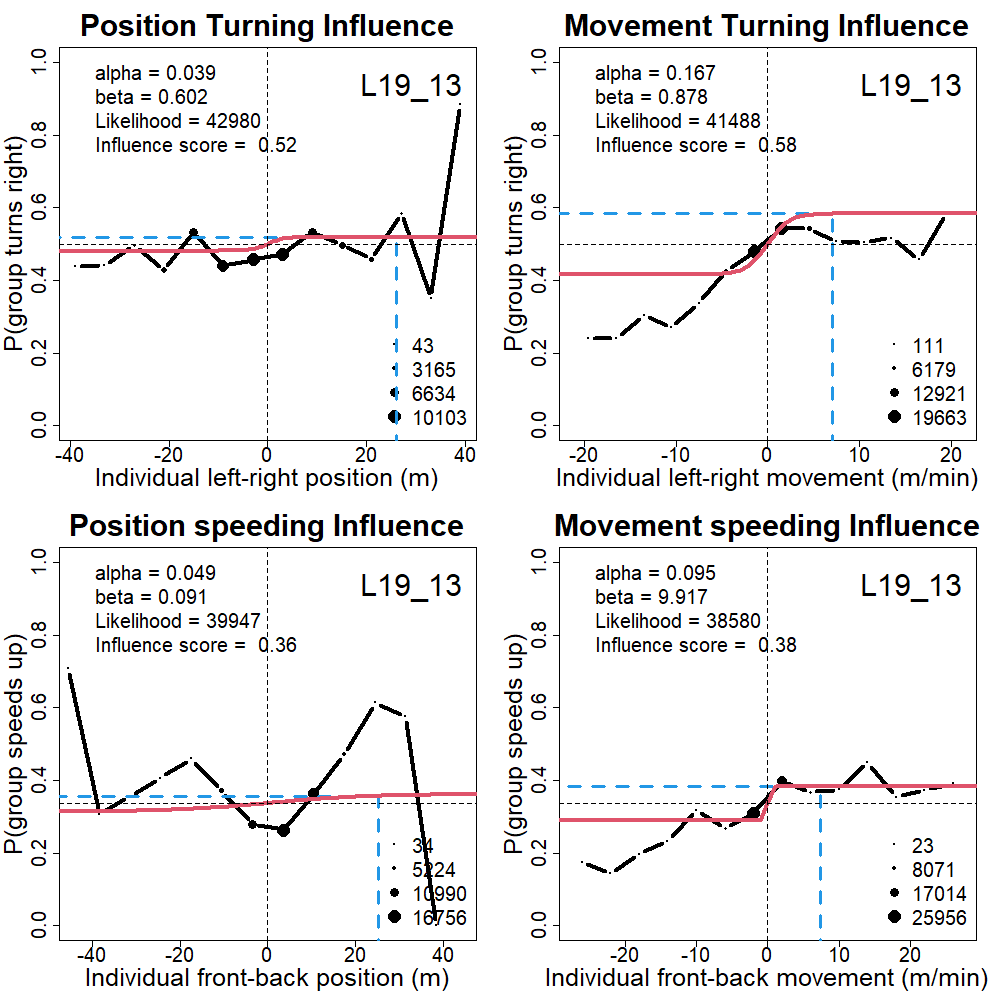 Position Turning Influence
alpha = 0.039
beta = 0.602
Likelihood = 42980
Influence score = 0.52
L19_13
P(group turns right)
0.0 0.2 0.4 0.6 0.8 1.0
43
3165
6634
10103
-40 -20 0 20 40
Individual left-right position (m)
Movement Turning Influence
alpha = 0.167
beta = 0.878
Likelihood = 41488
Influence score = 0.58
L19_13
P(group turns right)
0.0 0.2 0.4 0.6 0.8 1.0
111
6179
12921
19663
-20 -10 0 10 20
Individual left-right movement (m/min)
Position speeding Influence
alpha = 0.049
beta = 0.091
Likelihood = 39947
Influence score = 0.36
L19_13
P(group speeds up)
0.0 0.2 0.4 0.6 0.8 1.0
34
5224
10990
16756
-40 -20 0 20 40
Individual front-back position (m)
Movement speeding Influence
alpha = 0.095
beta = 9.917
Likelihood = 38580
Influence score = 0.38
L19_13
P(group speeds up)
0.0 0.2 0.4 0.6 0.8 1.0
23
8071
17014
25956
-20 -10 0 10 20
Individual front-back movement (m/min)